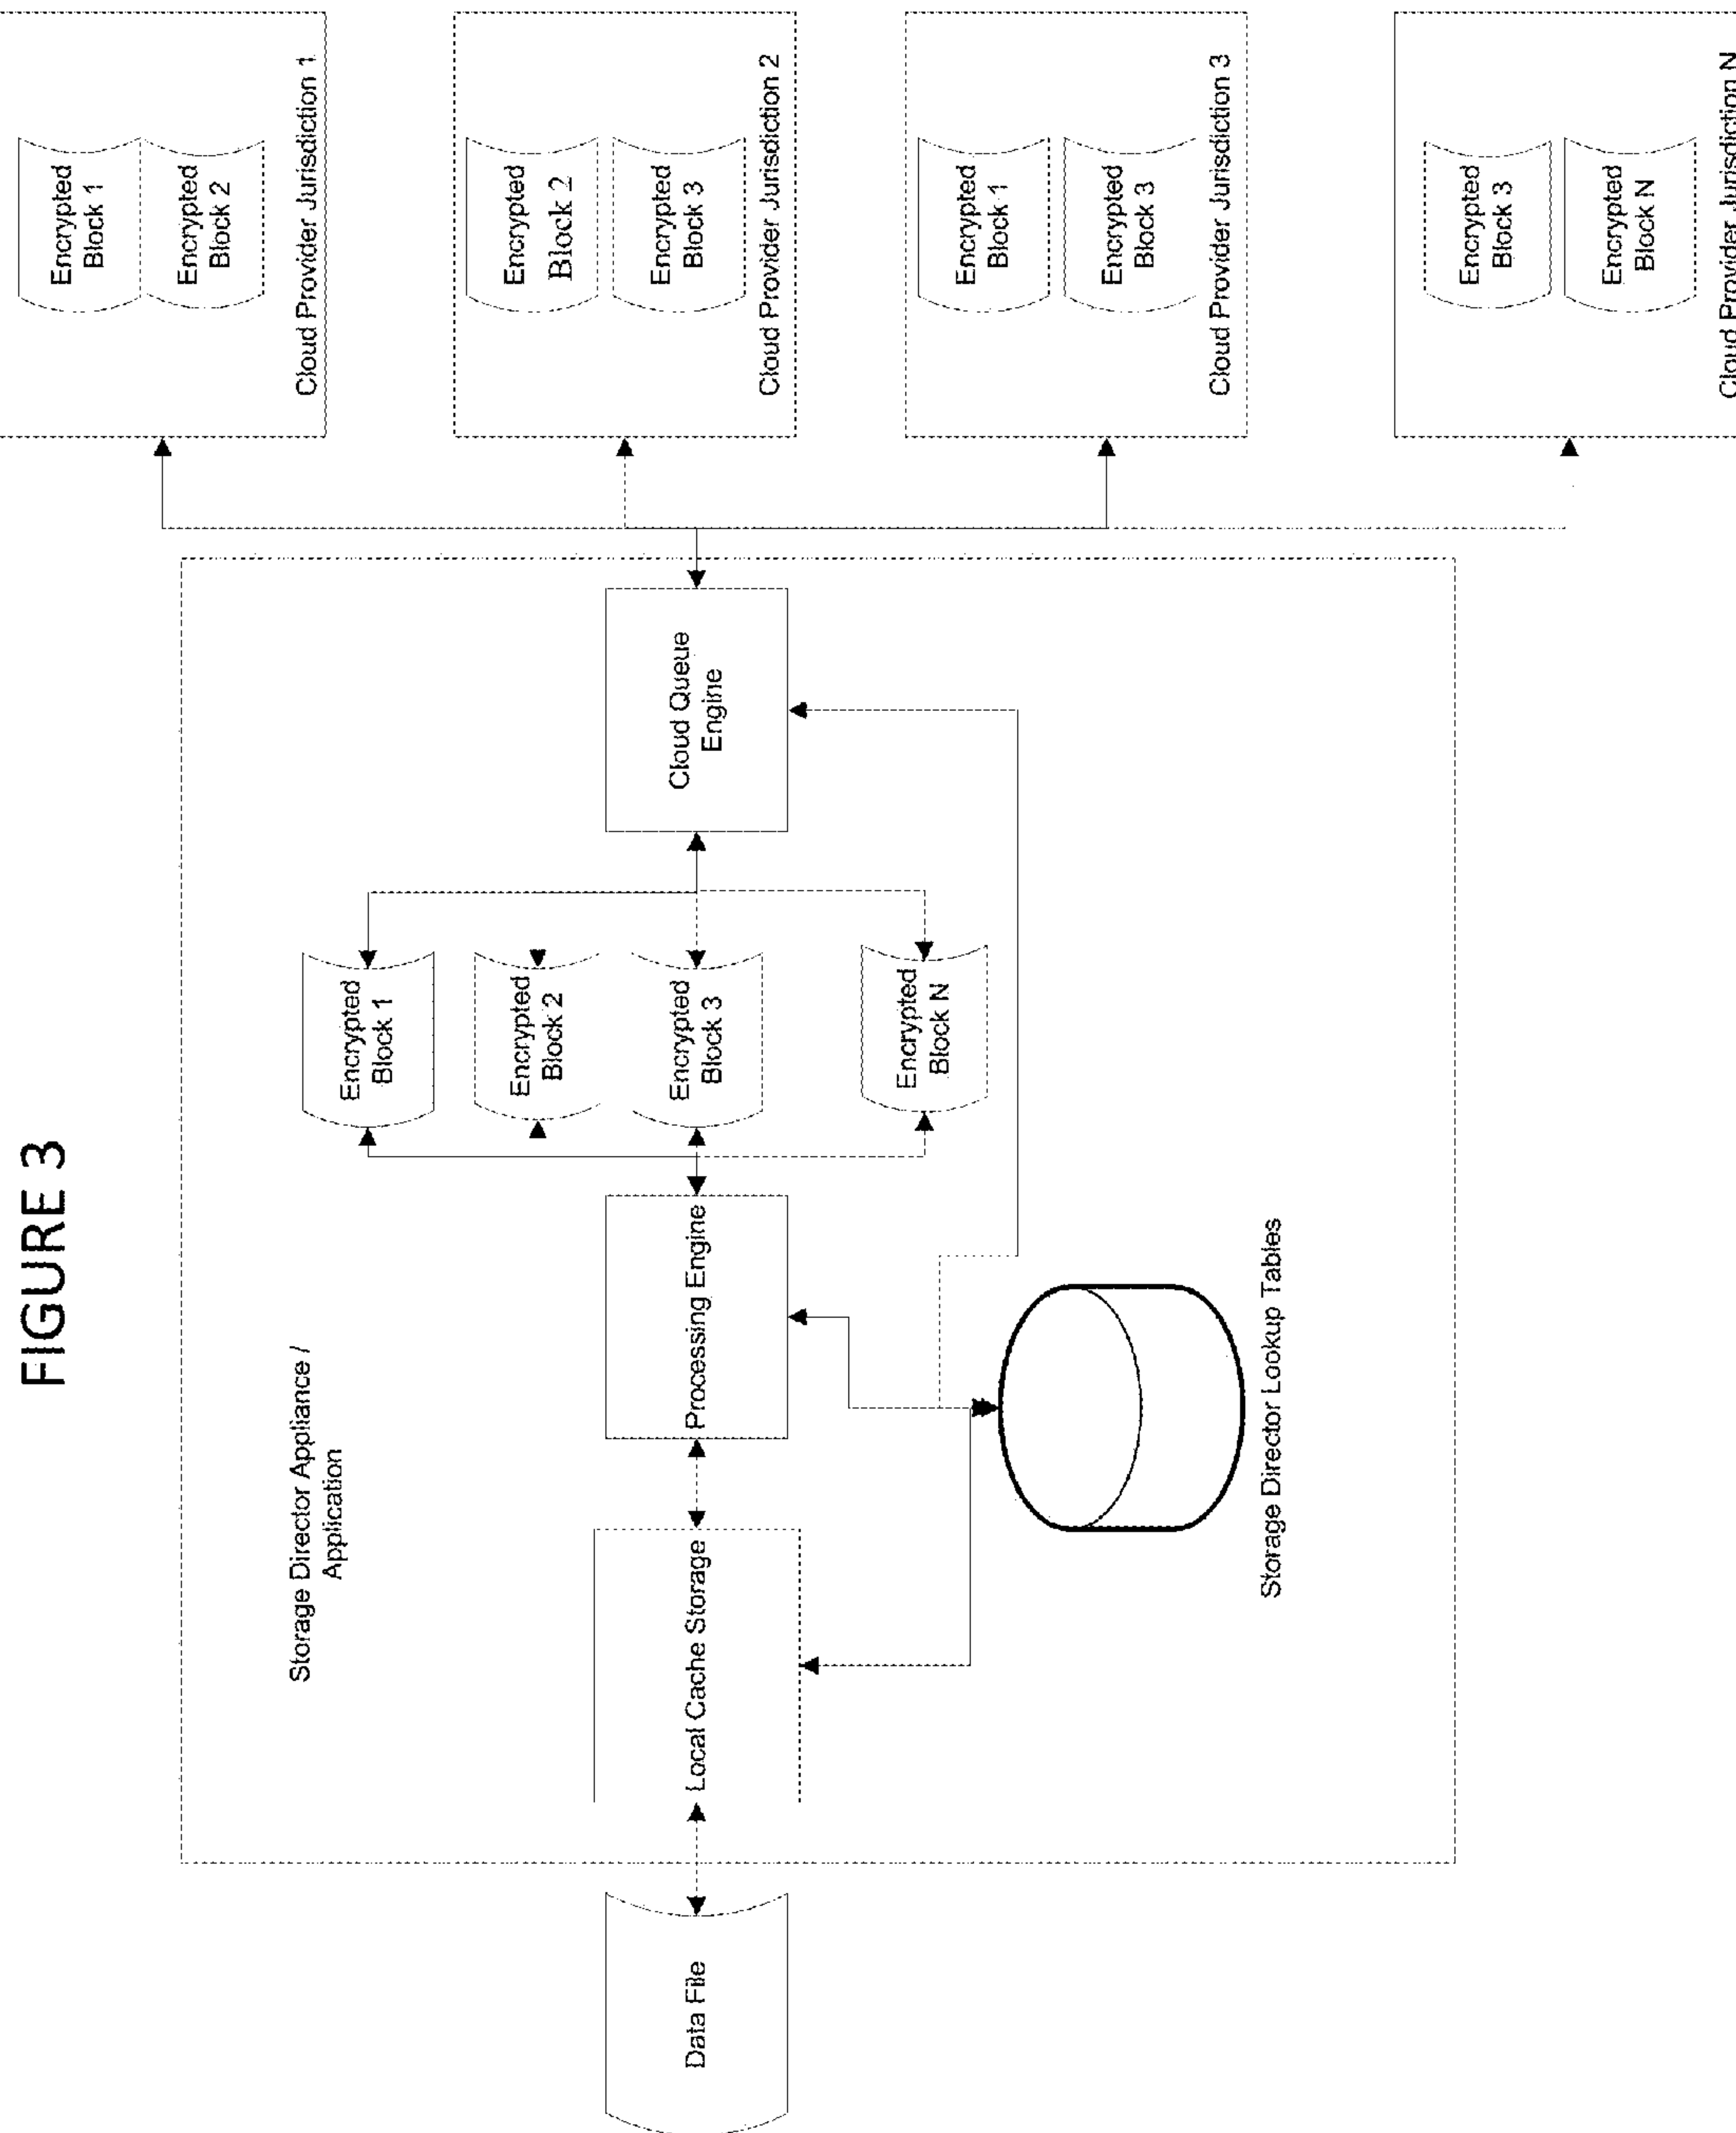 FIGURE 3
Data File
Storage Director Appliance /
Application
Local Cache Storage
Processing Engine
Storage Director Lookup Tables
Encrypted
Block 1
Encrypted
Block 2
Encrypted
Block 3
Encrypted
Block N
Cloud Queue
Engine
Encrypted
Block 1
Encrypted
Block 2
Cloud Provider Jurisdiction 1
Encrypted
Block 2
Encrypted
Block 3
Cloud Provider Jurisdiction 2
Encrypted
Block 1
Encrypted
Block 3
Cloud Provider Jurisdiction 3
Encrypted
Block 3
Encrypted
Block N
Cloud Provider Jurisdiction N